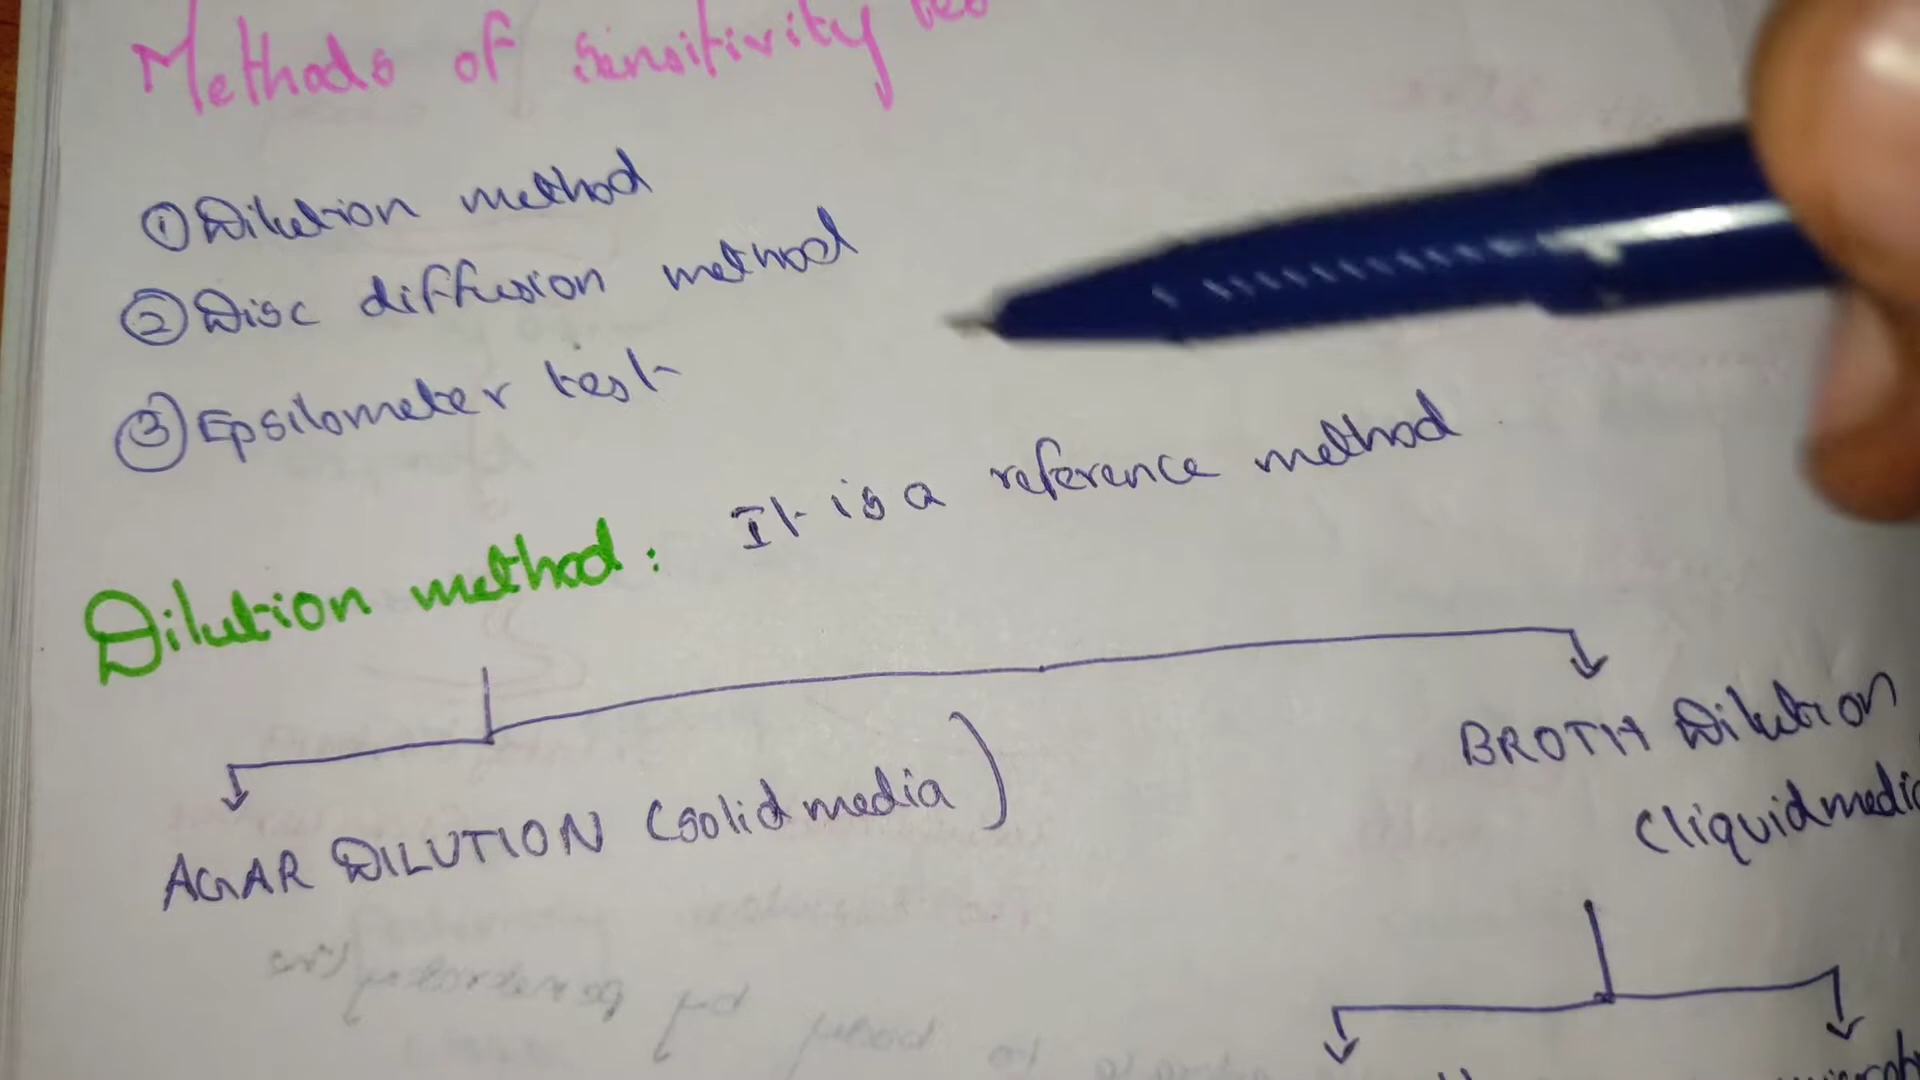 Methods of sensitivity
① Dilution method
② Disc diffusion method
③ Epsilometer test
Dilution method : It is a reference method
AGAR DILUTION (solid media)
BROTH Dilution
(liquid media